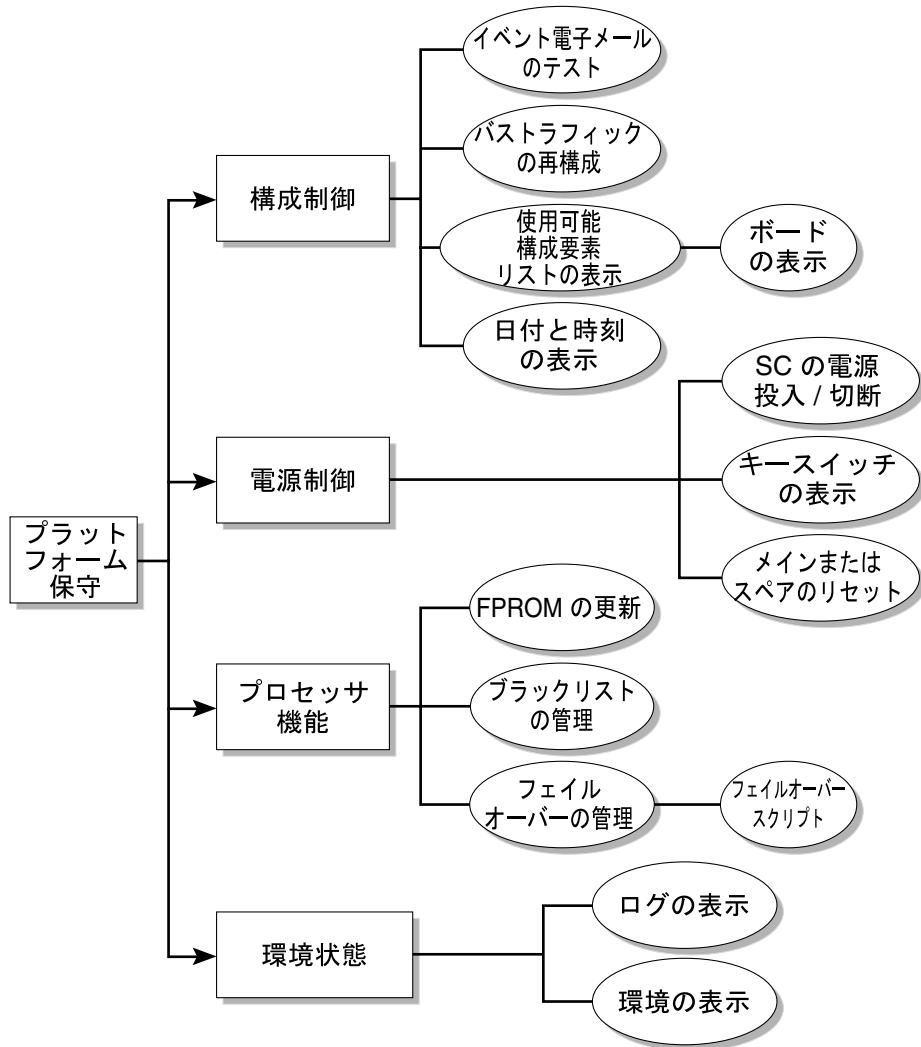 プラット
フォーム
保守
構成制御
イベント電子メール
のテスト
バストラフィック
の再構成
使用可能
構成要素
リストの表示
ボード
の表示
日付と時刻
の表示
電源制御
SC の電源
投入 / 切断
キースイッチ
の表示
メインまたは
スペアのリセット
プロセッサ
機能
FPROM の更新
ブラックリスト
の管理
フェイル
オーバーの管理
フェイルオーバー
スクリプト
環境状態
ログの表示
環境の表示